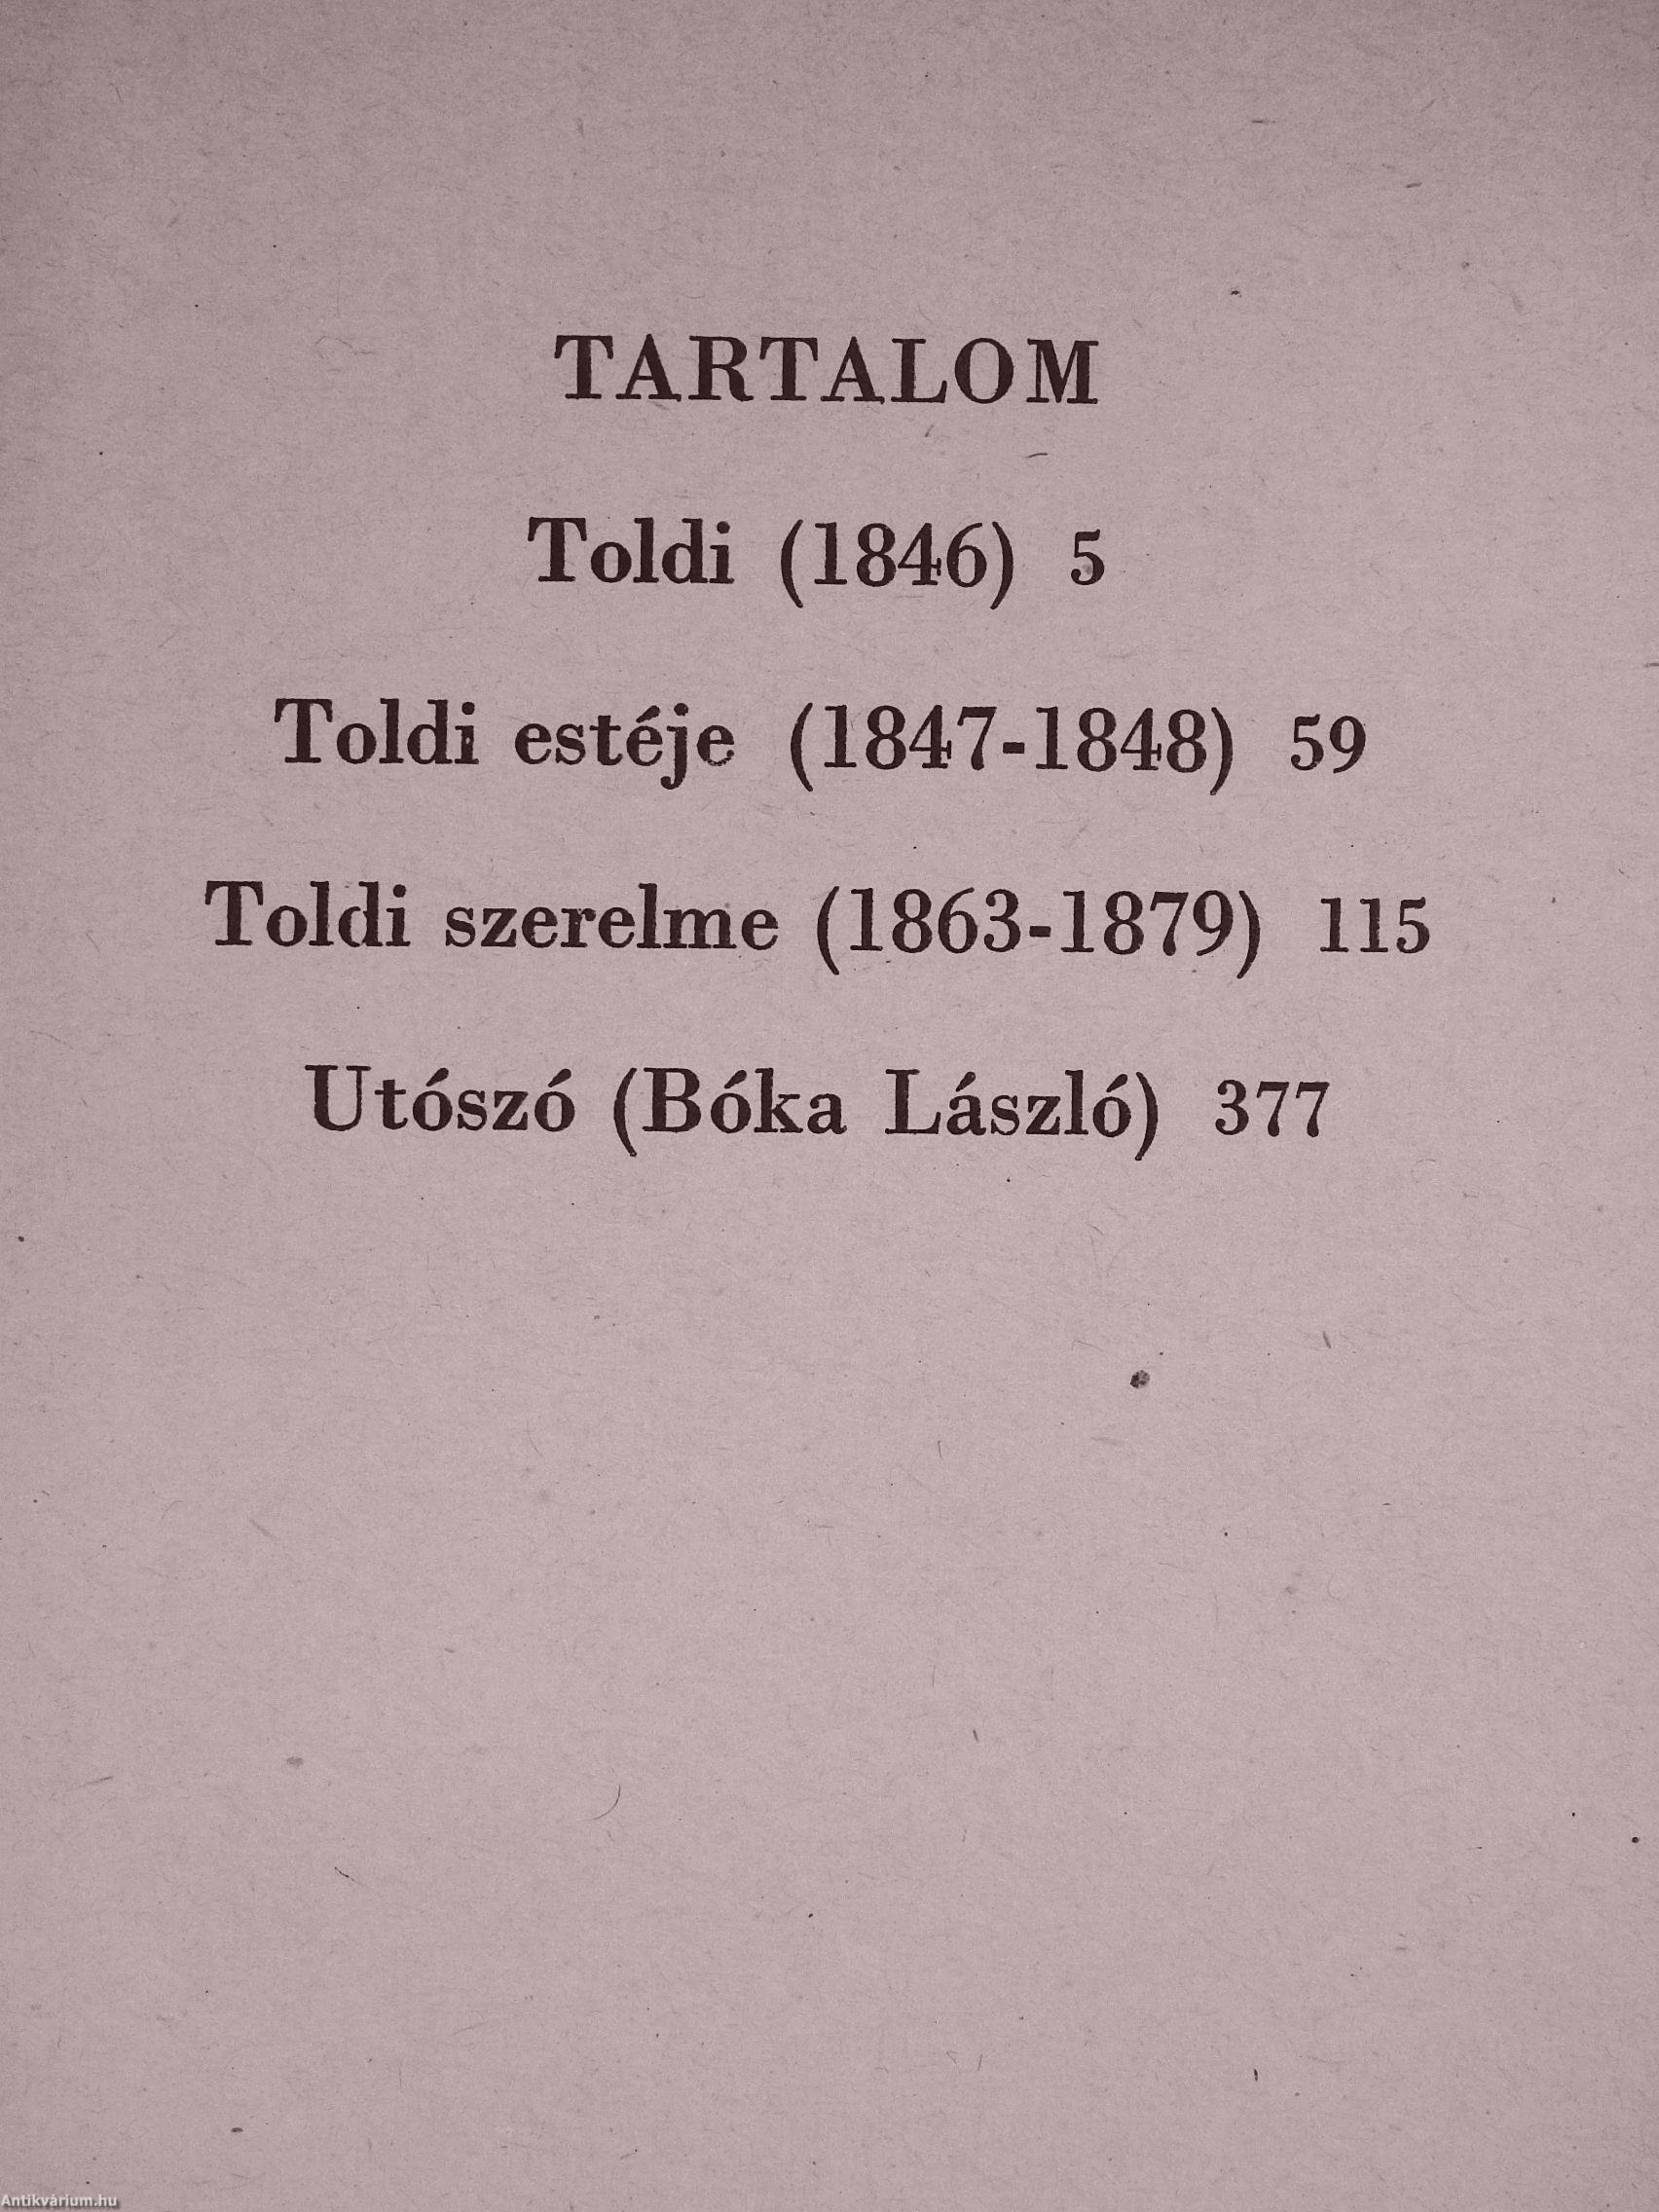 TARTALOM
Toldi (1846) 5
Toldi estéje (1847-1848) 59
Toldi szerelme (1863-1879) 115
Utószó (Bóka László) 377
Antikvárium.hu